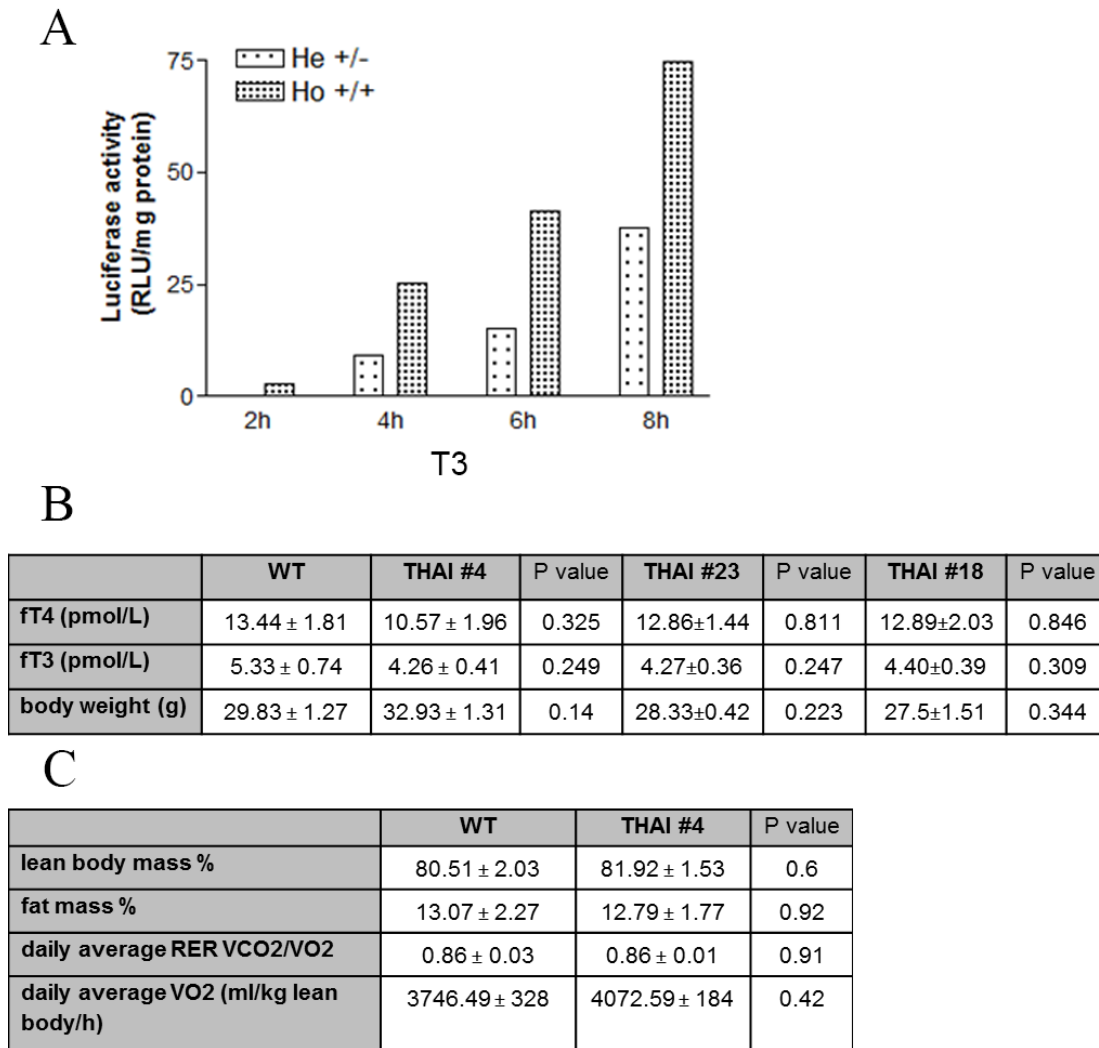 A
75
50
25
0
Luciferase activity
(RLU/mg protein)
He +/-
Ho +/+
2h 4h 6h 8h
T3
B
WT THAI #4 P value THAI #23 P value THAI #18 P value
fT4 (pmol/L) 13.44 ± 1.81 10.57 ± 1.96 0.325 12.86±1.44 0.811 12.89±2.03 0.846
fT3 (pmol/L) 5.33 ± 0.74 4.26 ± 0.41 0.249 4.27±0.36 0.247 4.40±0.39 0.309
body weight (g) 29.83 ± 1.27 32.93 ± 1.31 0.14 28.33±0.42 0.223 27.5±1.51 0.344
C
WT THAI #4 P value
lean body mass % 80.51 ± 2.03 81.92 ± 1.53 0.6
fat mass % 13.07 ± 2.27 12.79 ± 1.77 0.92
daily average RER VCO2/VO2 0.86 ± 0.03 0.86 ± 0.01 0.91
daily average VO2 (ml/kg lean
body/h) 3746.49 ± 328 4072.59 ± 184 0.42